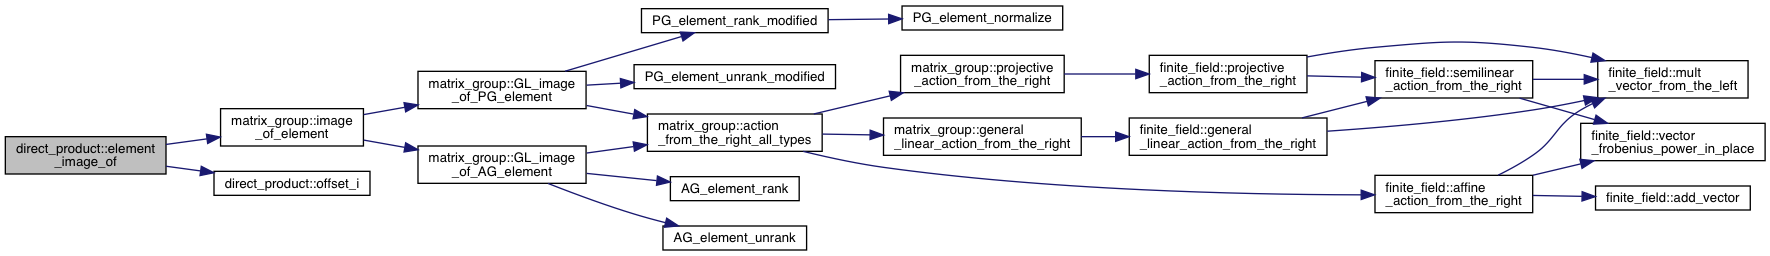 direct_product::element
_image_of
matrix_group::image
_of_element
direct_product::offset_i
matrix_group::GL_image
_of_PG_element
matrix_group::GL_image
_of_AG_element
PG_element_rank_modified
PG_element_unrank_modified
matrix_group::action
_from_the_right_all_types
AG_element_rank
AG_element_unrank
PG_element_normalize
matrix_group::projective
_action_from_the_right
matrix_group::general
_linear_action_from_the_right
finite_field::projective
_action_from_the_right
finite_field::general
_linear_action_from_the_right
finite_field::semilinear
_action_from_the_right
finite_field::affine
_action_from_the_right
finite_field::mult
_vector_from_the_left
finite_field::vector
_frobenius_power_in_place
finite_field::add_vector